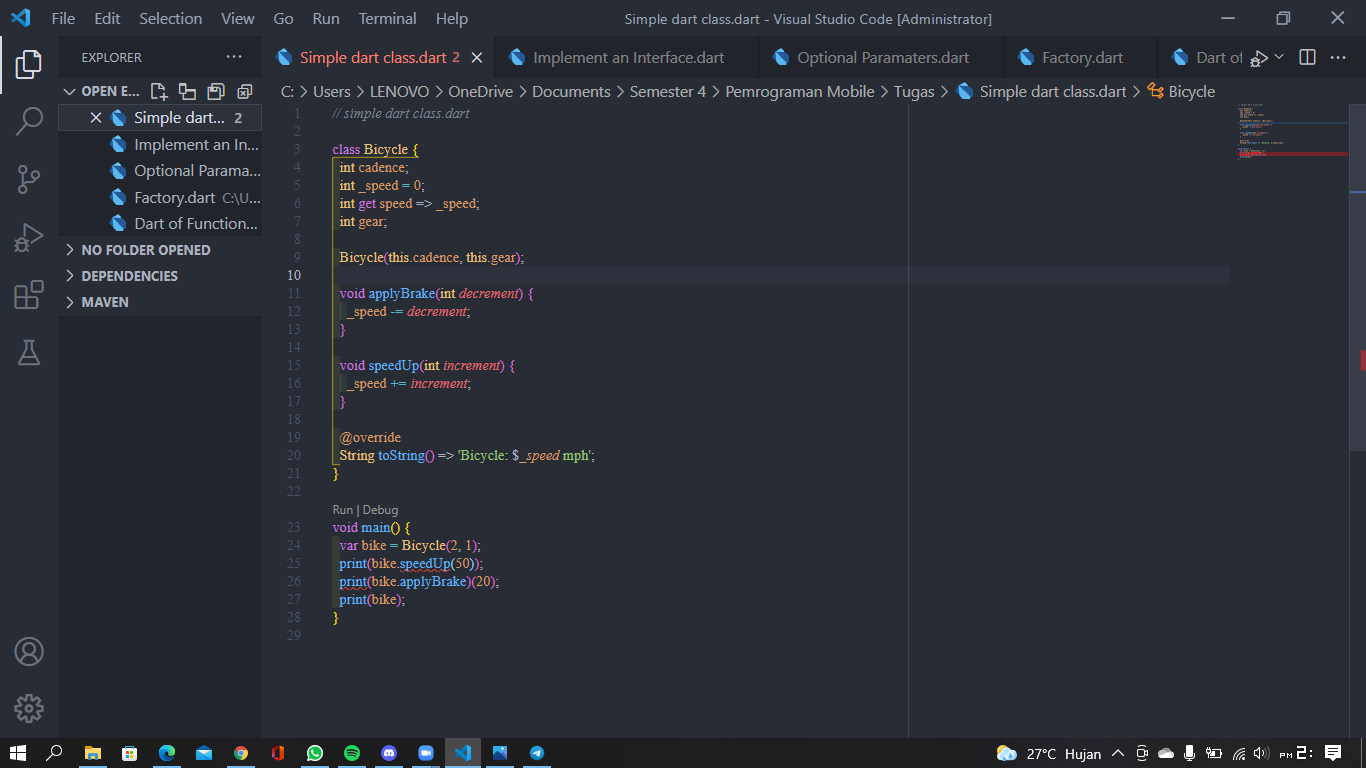 File Edit Selection View Go Run Terminal Help
Simple dart class.dart - Visual Studio Code [Administrator]
EXPLORER
Simple dart class.dart 2
Implement an Interface.dart
Optional Paramaters.dart
Factory.dart
Dart of
OPEN E...
Simple dart... 2
Implement an In...
Optional Parama...
Factory.dart C:\U...
Dart of Function...
NO FOLDER OPENED
DEPENDENCIES
MAVEN
C: > Users > LENOVO > OneDrive > Documents > Semester 4 > Pemrograman Mobile > Tugas > Simple dart class.dart > Bicycle
1 // simple dart class.dart
2
3 class Bicycle {
4 int cadence;
5 int _speed = 0;
6 int get speed => _speed;
7 int gear;
8
9 Bicycle(this.cadence, this.gear);
10
11 void applyBrake(int decrement) {
12 _speed -= decrement;
13 }
14
15 void speedUp(int increment) {
16 _speed += increment;
17 }
18
19 @override
20 String toString() => 'Bicycle: $_speed mph';
21 }
22
Run | Debug
23 void main() {
24 var bike = Bicycle(2, 1);
25 print(bike.speedUp(50));
26 print(bike.applyBrake)(20);
27 print(bike);
28 }
29
27°C Hujan
PM 2: